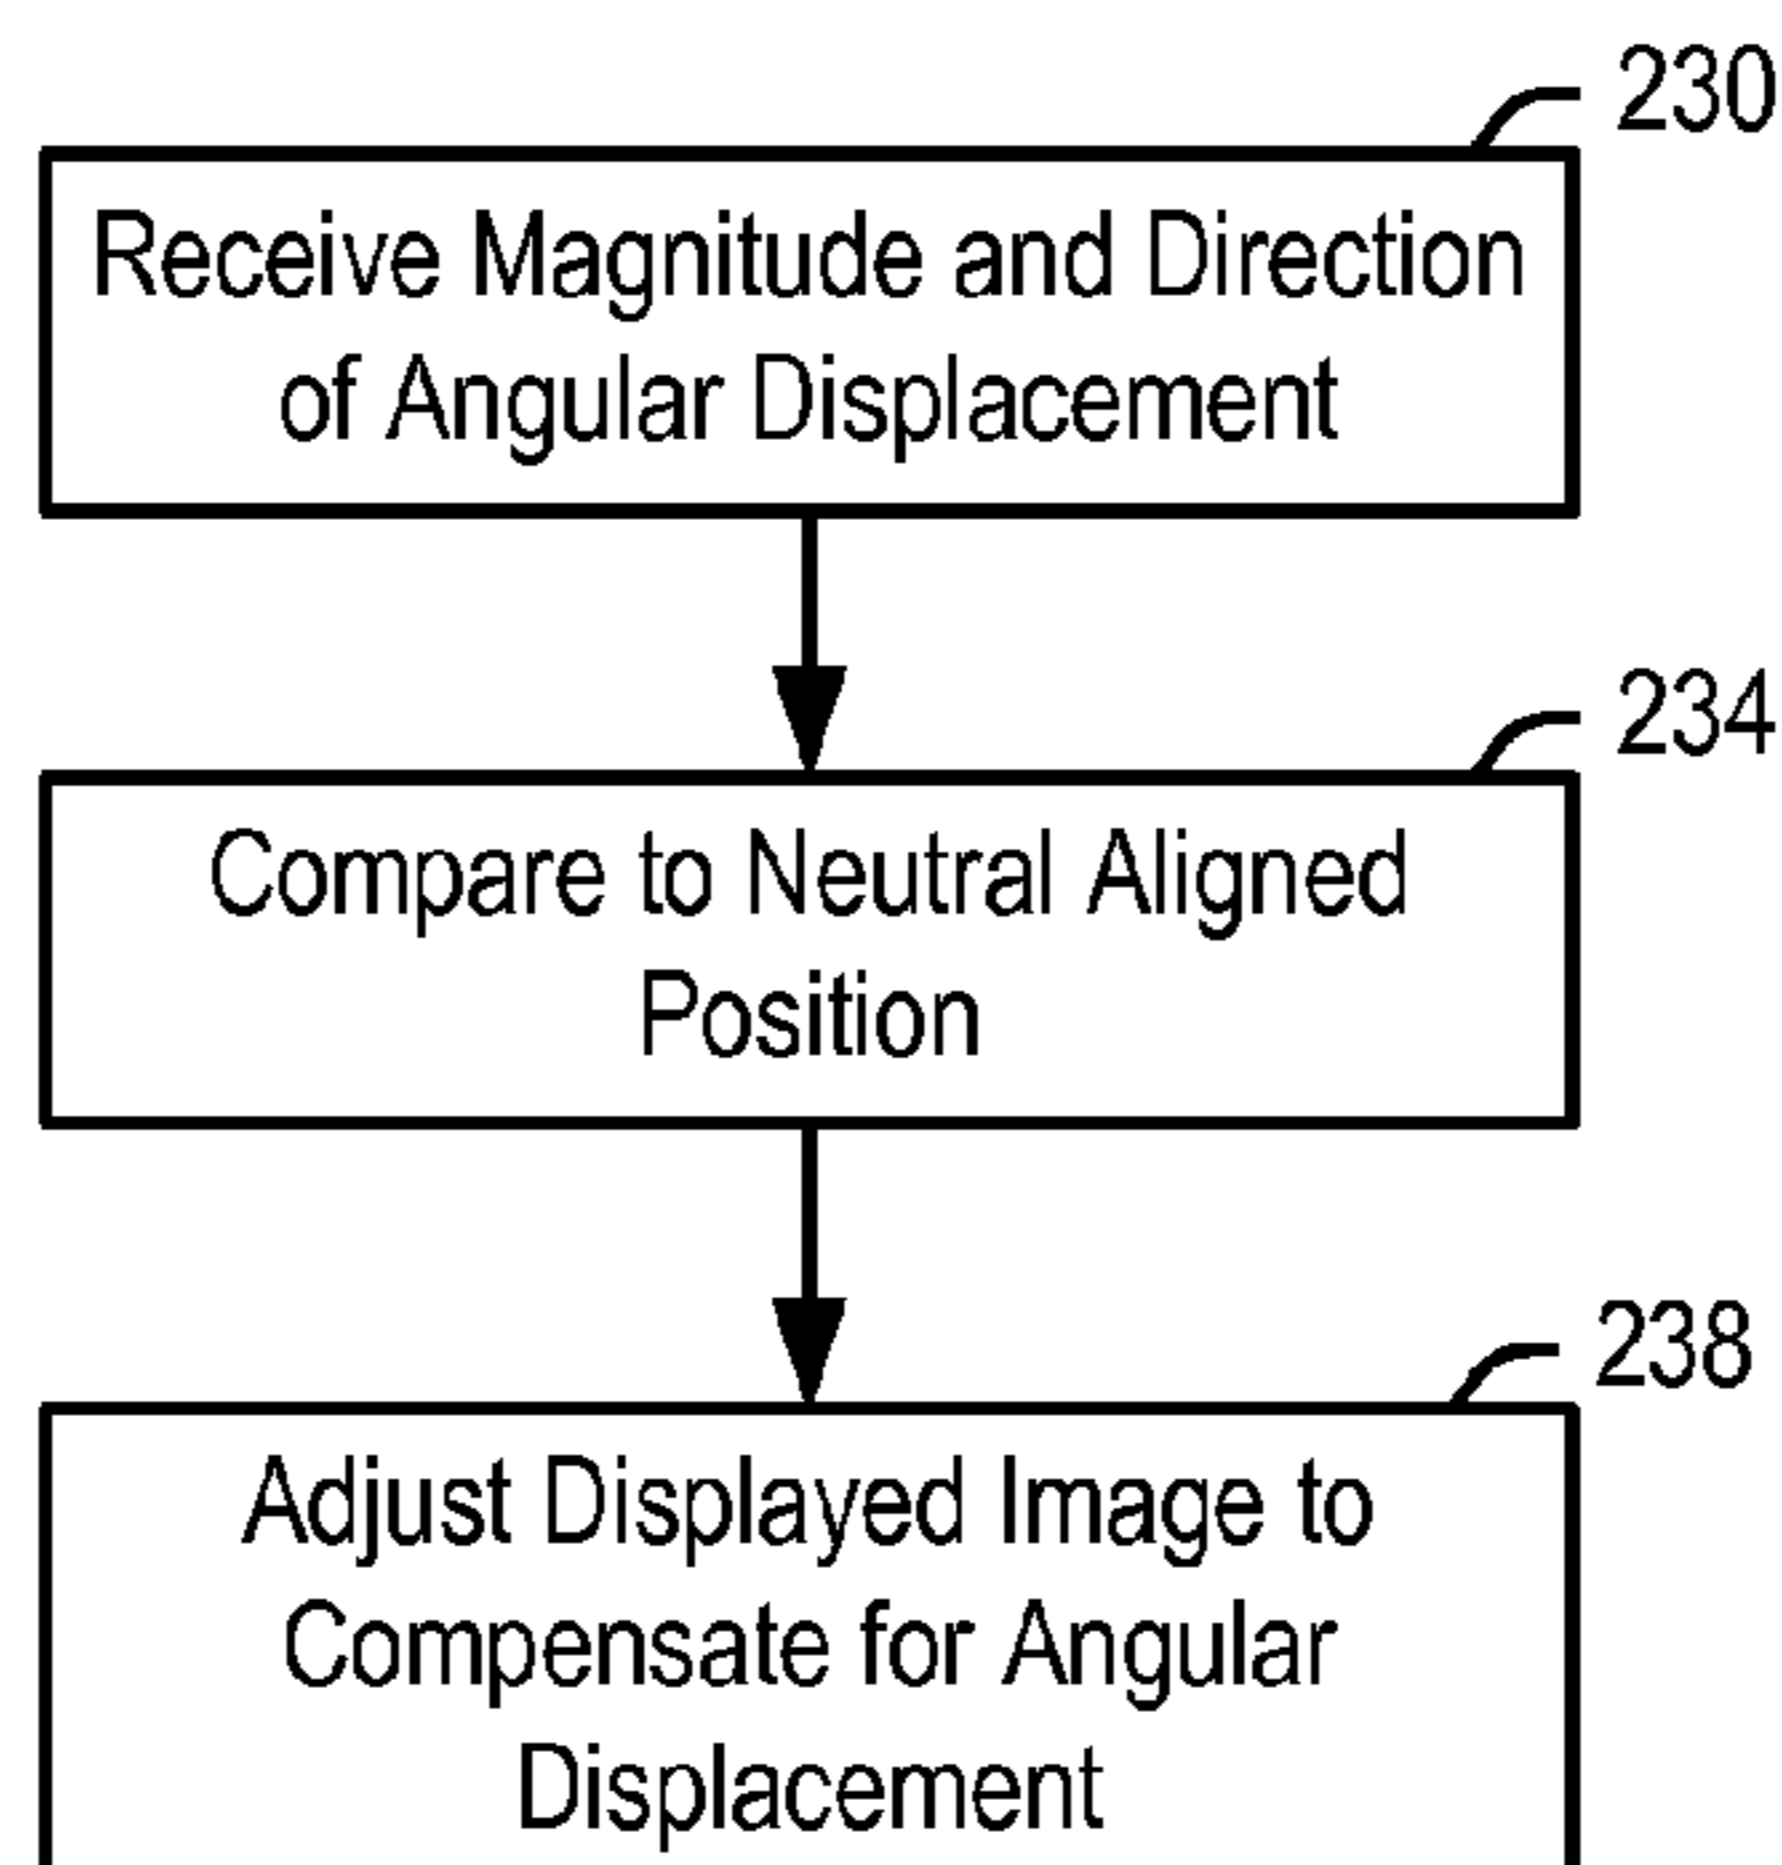 230
Receive Magnitude and Direction
of Angular Displacement
234
Compare to Neutral Aligned
Position
238
Adjust Displayed Image to
Compensate for Angular
Displacement